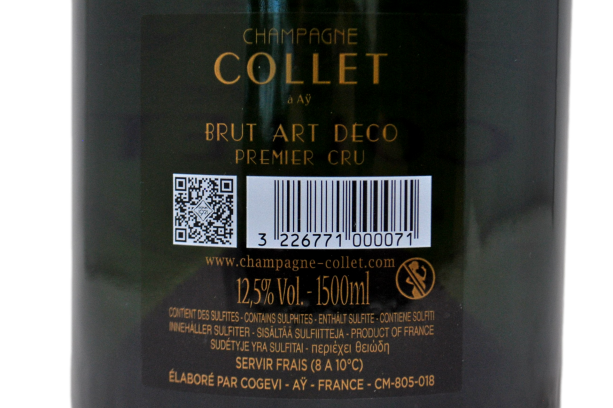 CHAMPAGNE
COLLET
à AŸ
BRUT ART DECO
PREMIER CRU
3 226771 000071
www.champagne-collet.com
12,5% Vol. - 1500ml
CONTIENT DES SULFITES - CONTAINS SULPHITES - ENTHÄLT SULFITE - CONTIENE SOLFITI
INNEHÅLLER SULFITER - SISÄLTÄÄ SULFIITTEJA - PRODUCT OF FRANCE
SUDĖTYJE YRA SULFITAI - περιέχει θειώδη
SERVIR FRAIS (8 A 10°C)
ÉLABORÉ PAR COGEVI - AŸ - FRANCE - CM-805-018